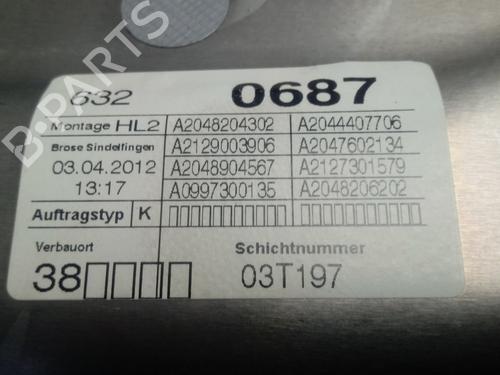 632 0687
Montage HL2 A2048204302 A2044407706
Brose Sindelfingen A2129003906 A2047602134
03.04.2012 A2048904567 A2127301579
13:17 A0997300135 A2048206202
Auftragstyp K
Verbauort Schichtnummer
38 03T197
B-PARTS